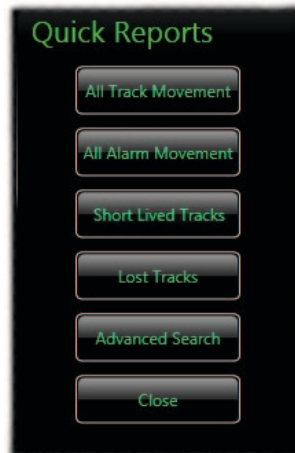 Quick Reports
All Track Movement
All Alarm Movement
Short Lived Tracks
Lost Tracks
Advanced Search
Close